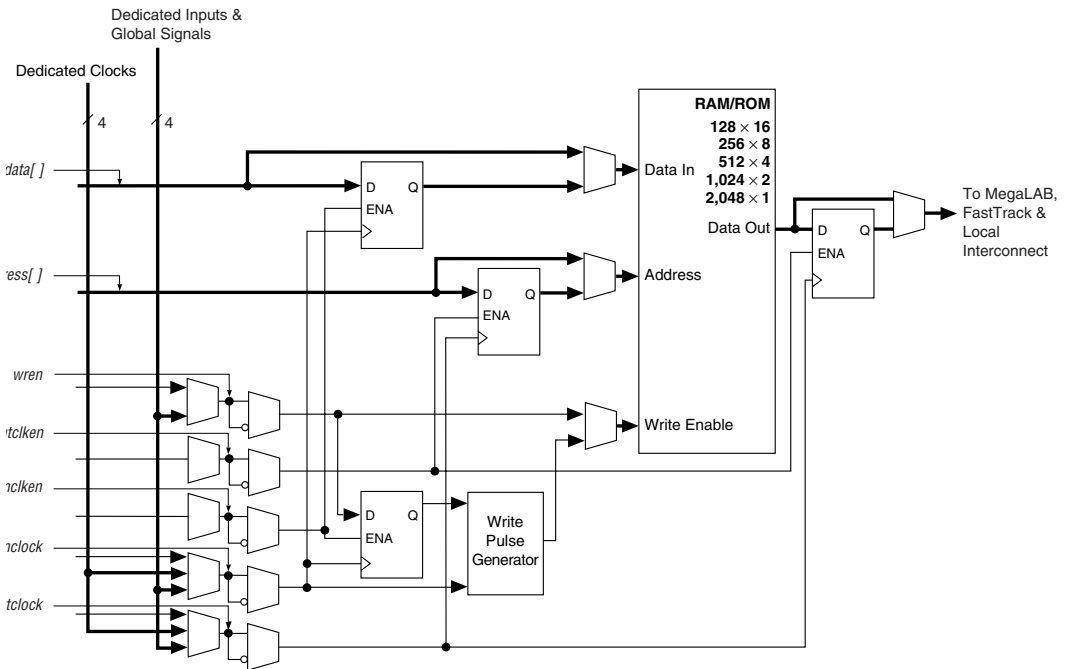 Dedicated Inputs &
Global Signals
Dedicated Clocks
4
4
RAM/ROM
128 × 16
256 × 8
512 × 4
1,024 × 2
2,048 × 1
data[ ]
D
Q
ENA
Data In
Data Out
D
Q
ENA
To MegaLAB,
FastTrack &
Local
Interconnect
ress[ ]
D
Q
ENA
Address
wren
Write Enable
tclken
nclken
D
Q
ENA
Write
Pulse
Generator
nclock
tclock